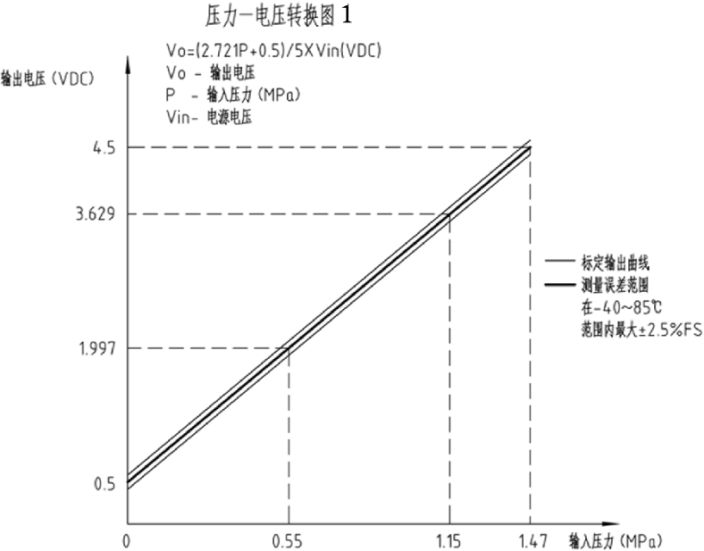 压力—电压转换图1
Vo=(2.721P+0.5)/5XVin(VDC)
Vo - 输出电压
P - 输入压力(MPa)
Vin- 电源电压
输出电压(VDC)
4.5
3.629
1.997
0.5
标定输出曲线
测量误差范围
在-40~85℃
范围内最大±2.5%FS
0
0.55
1.15
1.47
输入压力(MPa)